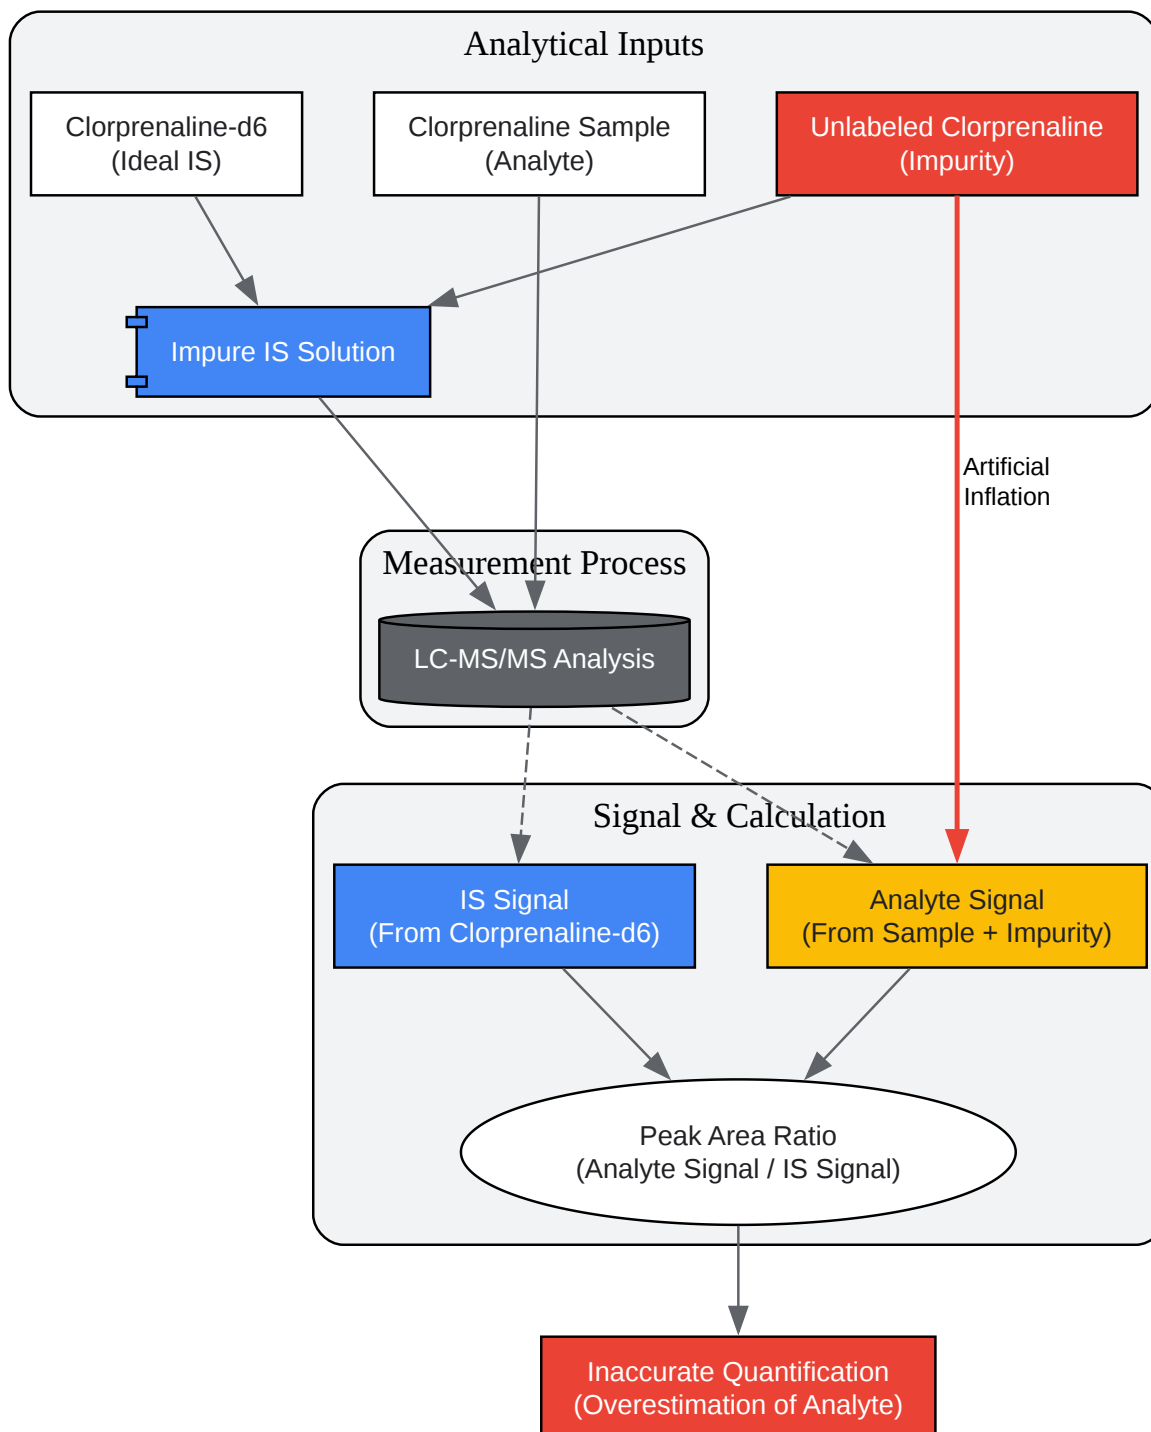 Analytical Inputs
Clorprenaline-d6
(Ideal IS)
Clorprenaline Sample
(Analyte)
Unlabeled Clorprenaline
(Impurity)
Impure IS Solution
Artificial
Inflation
Measurement Process
LC-MS/MS Analysis
Signal & Calculation
IS Signal
(From Clorprenaline-d6)
Analyte Signal
(From Sample + Impurity)
Peak Area Ratio
(Analyte Signal / IS Signal)
Inaccurate Quantification
(Overestimation of Analyte)